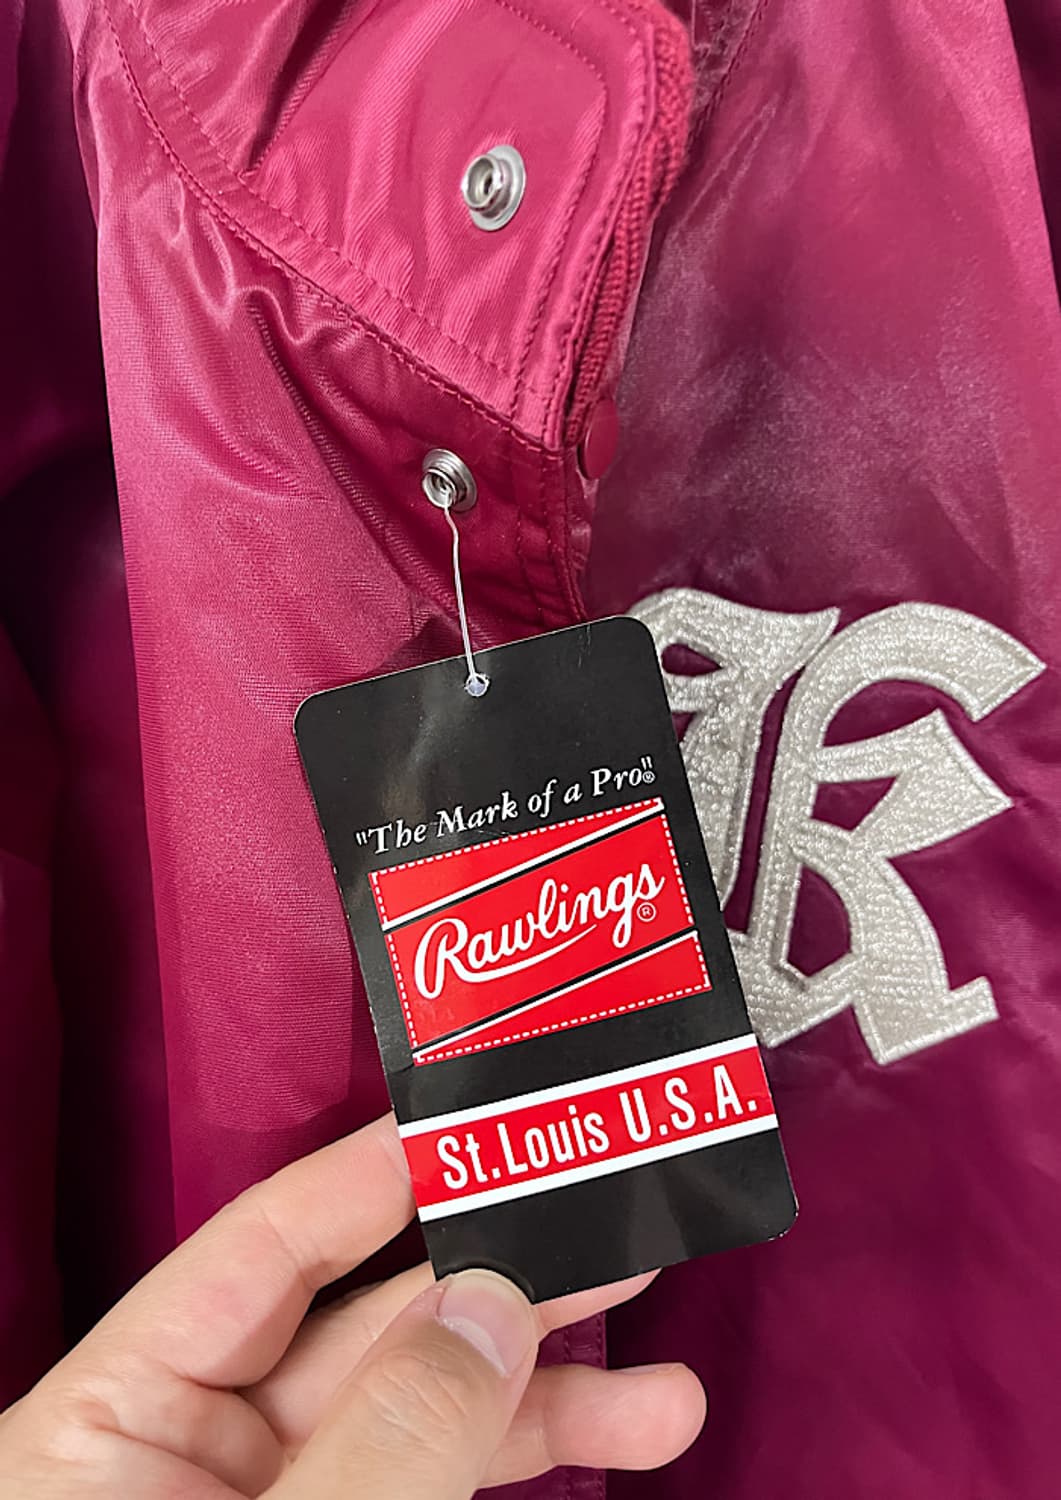 "The Mark of a Pro"®
Rawlings®
St.Louis U.S.A.
R